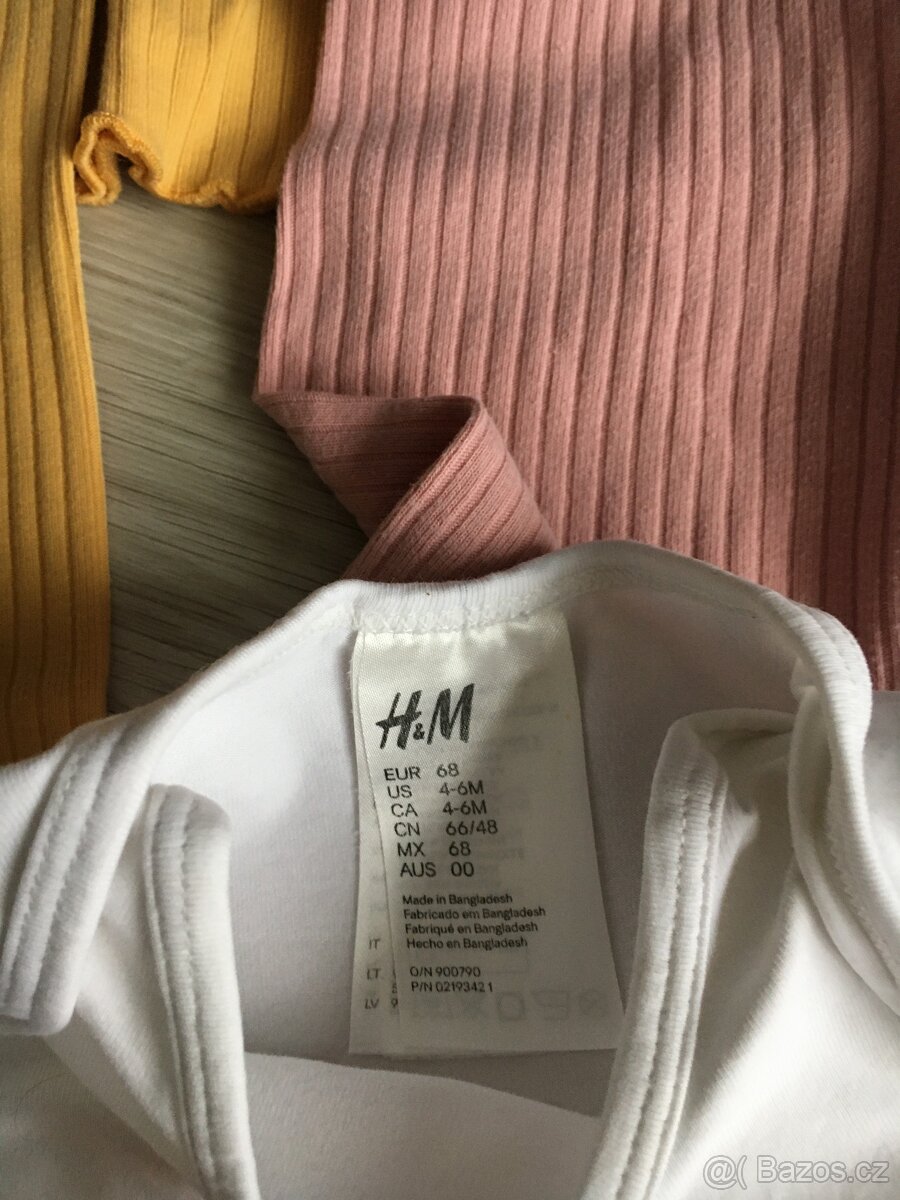 H&M
EUR 68
US 4-6M
CA 4-6M
CN 66/48
MX 68
AUS 00
Made in Bangladesh
Fabricado em Bangladesh
Fabriqué en Bangladesh
Hecho en Bangladesh
O/N 900790
P/N 02193421
IT
LT
LV 9
@( Bazos.cz